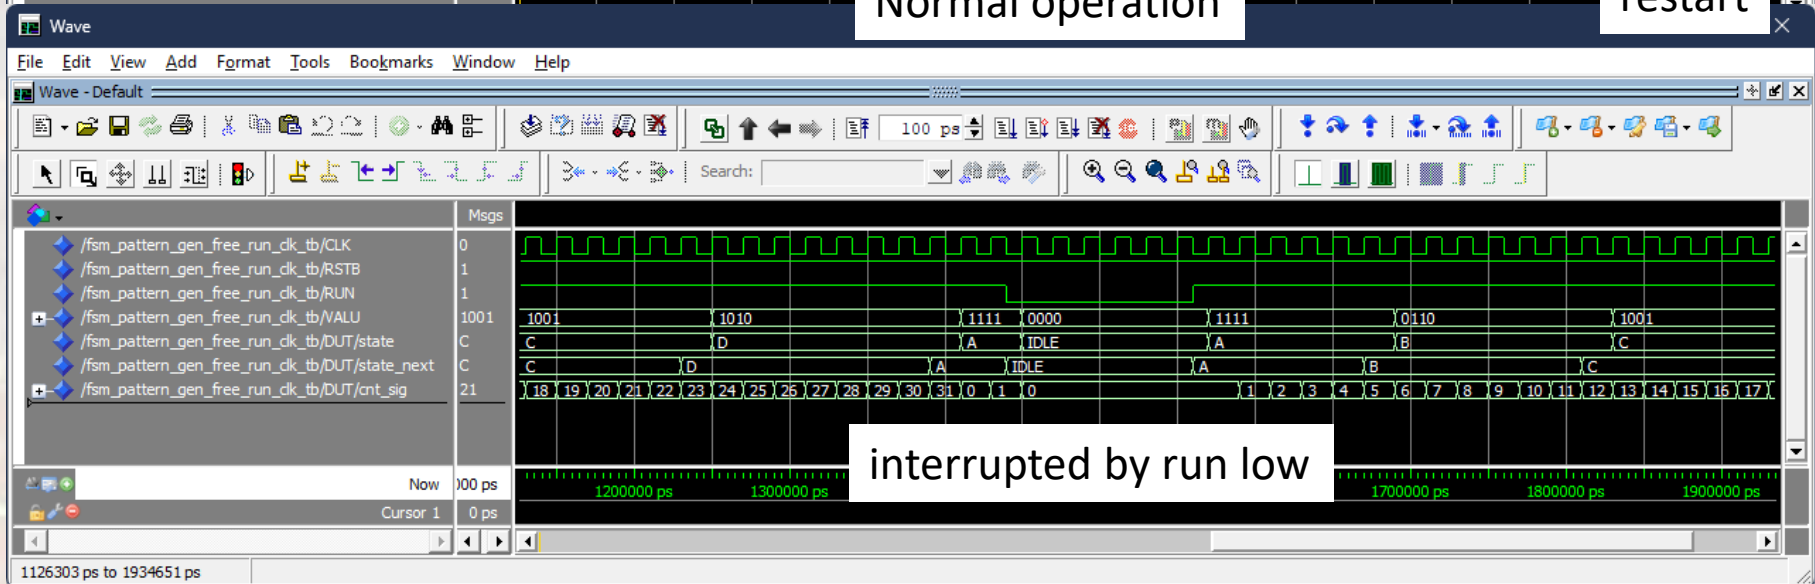 Normal operation
restart
Wave
File Edit View Add Format Tools Bookmarks Window Help
Wave - Default
100 ps
Search:
Msgs
/fsm_pattern_gen_free_run_clk_tb/CLK 0
/fsm_pattern_gen_free_run_clk_tb/RSTB 1
/fsm_pattern_gen_free_run_clk_tb/RUN 1
/fsm_pattern_gen_free_run_clk_tb/VALU 1001 1001 1010 1111 0000 1111 0110 1001
/fsm_pattern_gen_free_run_clk_tb/DUT/state C C D A IDLE A B C
/fsm_pattern_gen_free_run_clk_tb/DUT/state_next C C D A IDLE A B C
/fsm_pattern_gen_free_run_clk_tb/DUT/cnt_sig 21 18 19 20 21 22 23 24 25 26 27 28 29 30 31 0 1 0 1 2 3 4 5 6 7 8 9 10 11 12 13 14 15 16 17
interrupted by run low
Now 000 ps 1200000 ps 1300000 ps 1700000 ps 1800000 ps 1900000 ps
Cursor 1 0 ps
1126303 ps to 1934651 ps